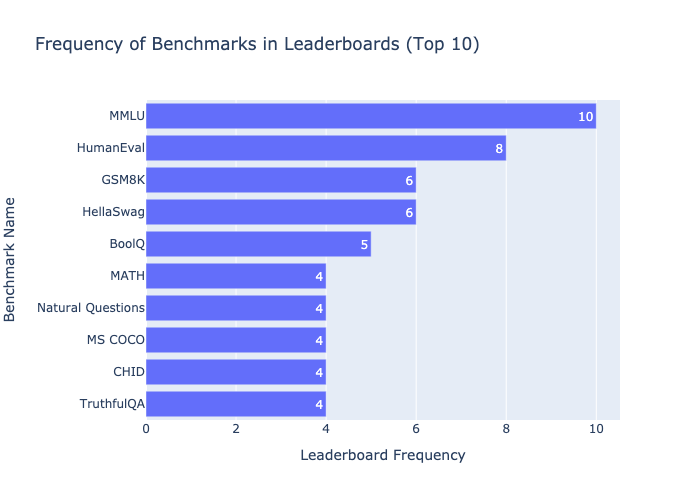 Frequency of Benchmarks in Leaderboards (Top 10)
Benchmark Name
MMLU 10
HumanEval 8
GSM8K 6
HellaSwag 6
BoolQ 5
MATH 4
Natural Questions 4
MS COCO 4
CHID 4
TruthfulQA 4
0 2 4 6 8 10
Leaderboard Frequency